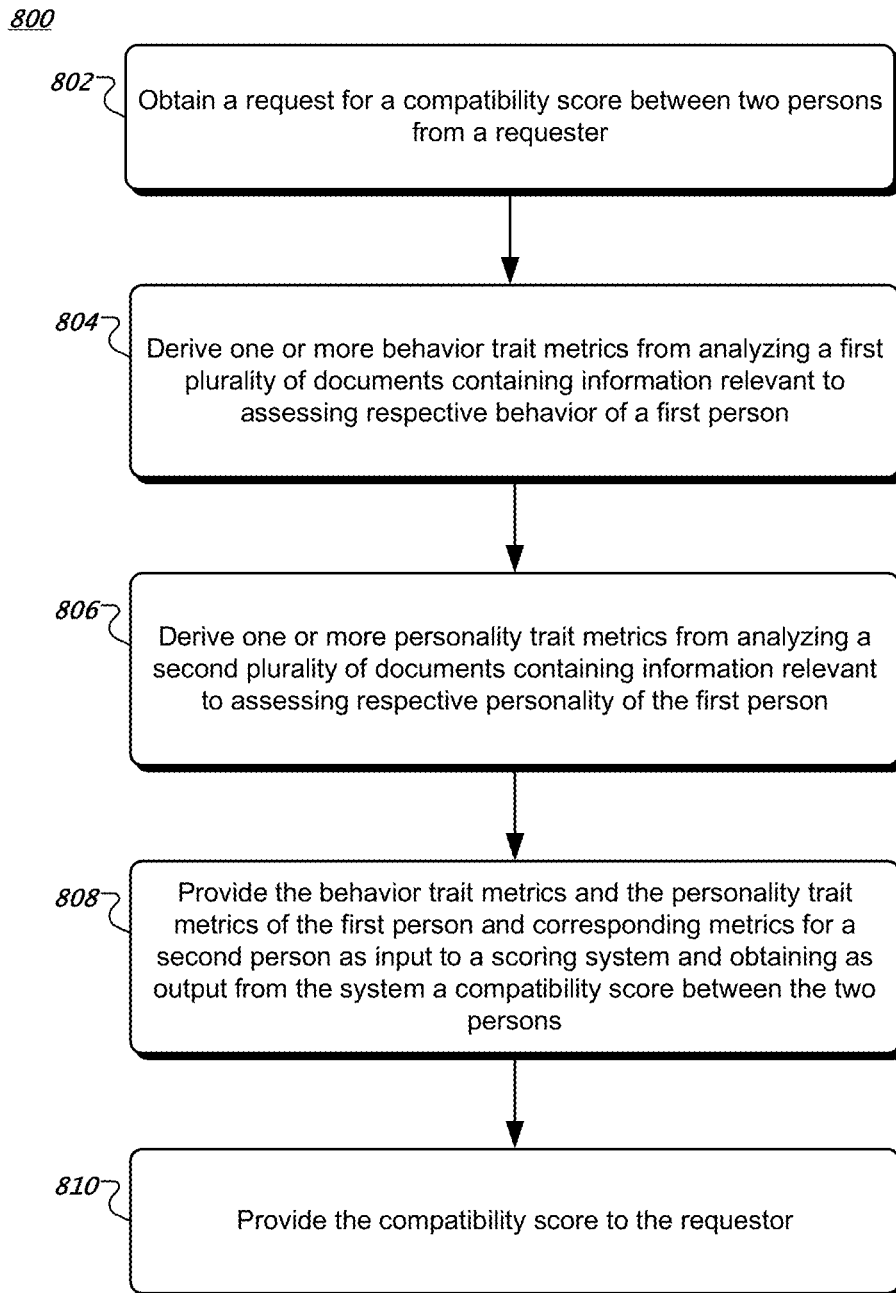 800
802
Obtain a request for a compatibility score between two persons
from a requester
804
Derive one or more behavior trait metrics from analyzing a first
plurality of documents containing information relevant to
assessing respective behavior of a first person
806
Derive one or more personality trait metrics from analyzing a
second plurality of documents containing information relevant
to assessing respective personality of the first person
808
Provide the behavior trait metrics and the personality trait
metrics of the first person and corresponding metrics for a
second person as input to a scoring system and obtaining as
output from the system a compatibility score between the two
persons
810
Provide the compatibility score to the requestor